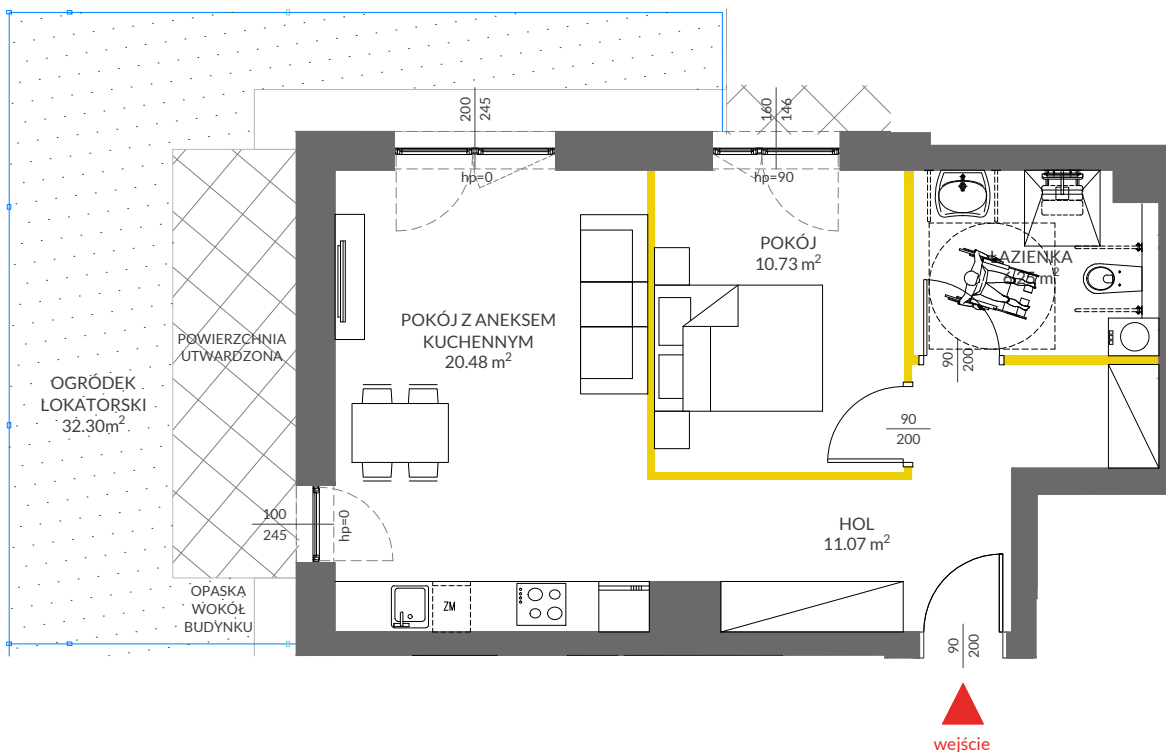 200
245
160
146
hp=0
hp=90
POKÓJ
10.73 m²
ŁAZIENKA
m²
POKÓJ Z ANEKSEM
KUCHENNYM
20.48 m²
POWIERZCHNIA
UTWARDZONA
OGRÓDEK
LOKATORSKI
32.30m²
90
200
90
200
100
245
hp=0
HOL
11.07 m²
OPASKA
WOKÓŁ
BUDYNKU
ZM
90
200
wejście